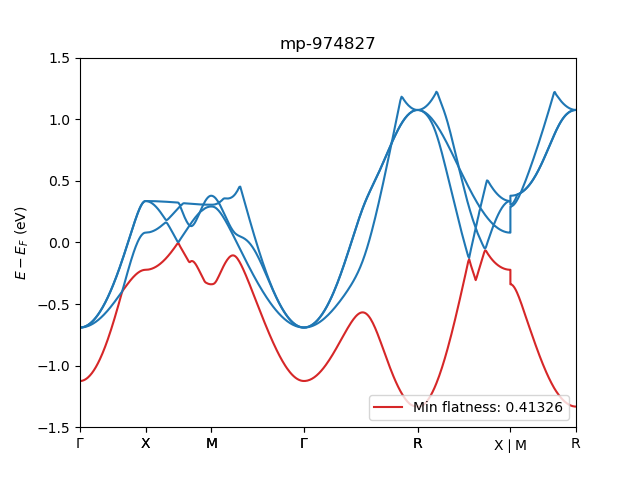 mp-974827
1.5
1.0
0.5
0.0
−0.5
−1.0
−1.5
E − E_F (eV)
Min flatness: 0.41326
Γ X M Γ R X | M R